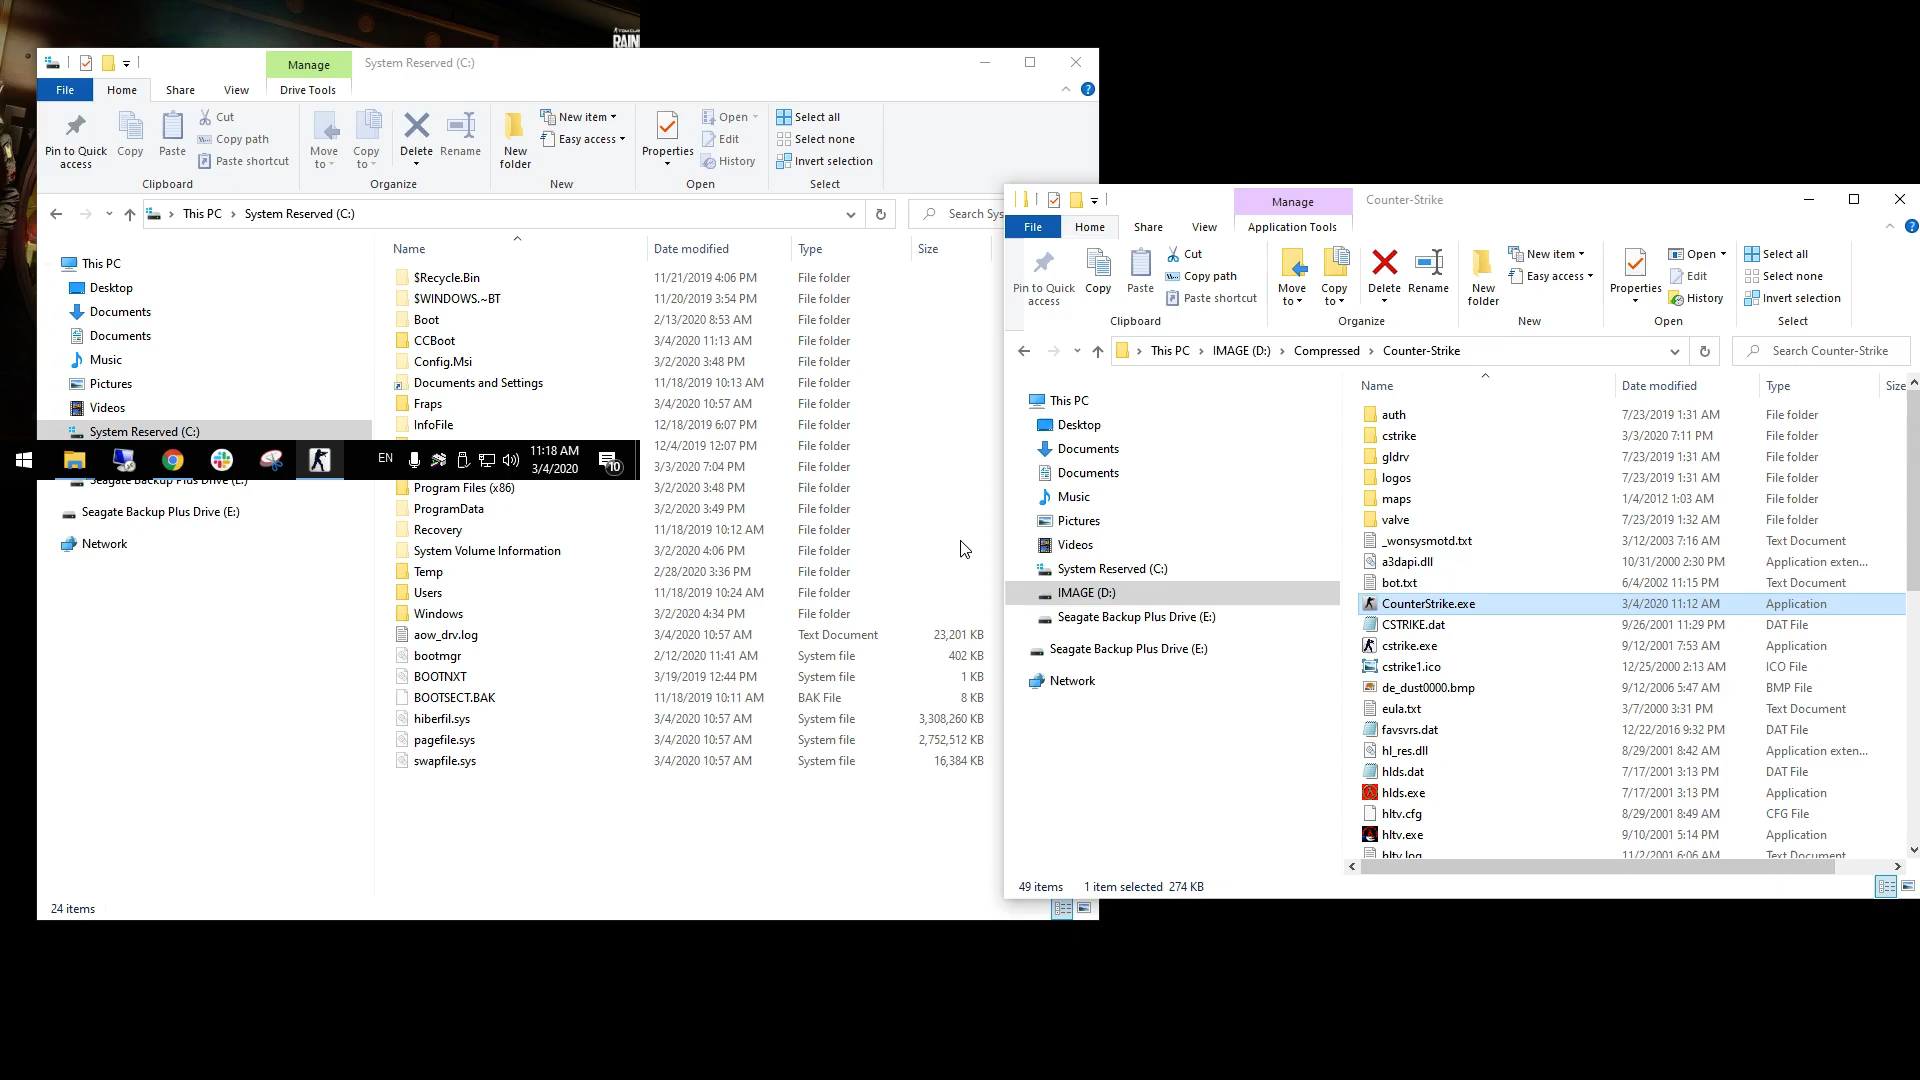 RAIN
Manage
System Reserved (C:)
File
Home
Share
View
Drive Tools
Pin to Quick access
Copy
Paste
Cut
Copy path
Paste shortcut
Move to
Copy to
Delete
Rename
New folder
New item
Easy access
Properties
Open
Edit
History
Select all
Select none
Invert selection
Clipboard
Organize
New
Open
Select
This PC
System Reserved (C:)
Search Sys
Name Date modified Type Size
This PC
Desktop
Documents
Documents
Music
Pictures
Videos
System Reserved (C:)
Seagate Backup Plus Drive (E:)
Seagate Backup Plus Drive (E:)
Network
$Recycle.Bin 11/21/2019 4:06 PM File folder
$WINDOWS.~BT 11/20/2019 3:54 PM File folder
Boot 2/13/2020 8:53 AM File folder
CCBoot 3/4/2020 11:13 AM File folder
Config.Msi 3/2/2020 3:48 PM File folder
Documents and Settings 11/18/2019 10:13 AM File folder
Fraps 3/4/2020 10:57 AM File folder
InfoFile 12/18/2019 6:07 PM File folder
12/4/2019 12:07 PM File folder
3/3/2020 7:04 PM File folder
Program Files (x86) 3/2/2020 3:48 PM File folder
ProgramData 3/2/2020 3:49 PM File folder
Recovery 11/18/2019 10:12 AM File folder
System Volume Information 3/2/2020 4:06 PM File folder
Temp 2/28/2020 3:36 PM File folder
Users 11/18/2019 10:24 AM File folder
Windows 3/2/2020 4:34 PM File folder
aow_drv.log 3/4/2020 10:57 AM Text Document 23,201 KB
bootmgr 2/12/2020 11:41 AM System file 402 KB
BOOTNXT 3/19/2019 12:44 PM System file 1 KB
BOOTSECT.BAK 11/18/2019 10:11 AM BAK File 8 KB
hiberfil.sys 3/4/2020 10:57 AM System file 3,308,260 KB
pagefile.sys 3/4/2020 10:57 AM System file 2,752,512 KB
swapfile.sys 3/4/2020 10:57 AM System file 16,384 KB
24 items
EN
11:18 AM
3/4/2020
10
Manage
Counter-Strike
File
Home
Share
View
Application Tools
Pin to Quick access
Copy
Paste
Cut
Copy path
Paste shortcut
Move to
Copy to
Delete
Rename
New folder
New item
Easy access
Properties
Open
Edit
History
Select all
Select none
Invert selection
Clipboard
Organize
New
Open
Select
This PC
IMAGE (D:)
Compressed
Counter-Strike
Search Counter-Strike
Name Date modified Type Size
This PC
Desktop
Documents
Documents
Music
Pictures
Videos
System Reserved (C:)
IMAGE (D:)
Seagate Backup Plus Drive (E:)
Seagate Backup Plus Drive (E:)
Network
auth 7/23/2019 1:31 AM File folder
cstrike 3/3/2020 7:11 PM File folder
gldrv 7/23/2019 1:31 AM File folder
logos 7/23/2019 1:31 AM File folder
maps 1/4/2012 1:03 AM File folder
valve 7/23/2019 1:32 AM File folder
_wonsysmotd.txt 3/12/2003 7:16 AM Text Document
a3dapi.dll 10/31/2000 2:30 PM Application exten...
bot.txt 6/4/2002 11:15 PM Text Document
CounterStrike.exe 3/4/2020 11:12 AM Application
CSTRIKE.dat 9/26/2001 11:29 PM DAT File
cstrike.exe 9/12/2001 7:53 AM Application
cstrike1.ico 12/25/2000 2:13 AM ICO File
de_dust0000.bmp 9/12/2006 5:47 AM BMP File
eula.txt 3/7/2000 3:31 PM Text Document
favsvrs.dat 12/22/2016 9:32 PM DAT File
hl_res.dll 8/29/2001 8:42 AM Application exten...
hlds.dat 7/17/2001 3:13 PM DAT File
hlds.exe 7/17/2001 3:13 PM Application
hltv.cfg 8/29/2001 8:49 AM CFG File
hltv.exe 9/10/2001 5:14 PM Application
hltv.log 11/2/2001 6:06 AM Text Document
49 items
1 item selected 274 KB